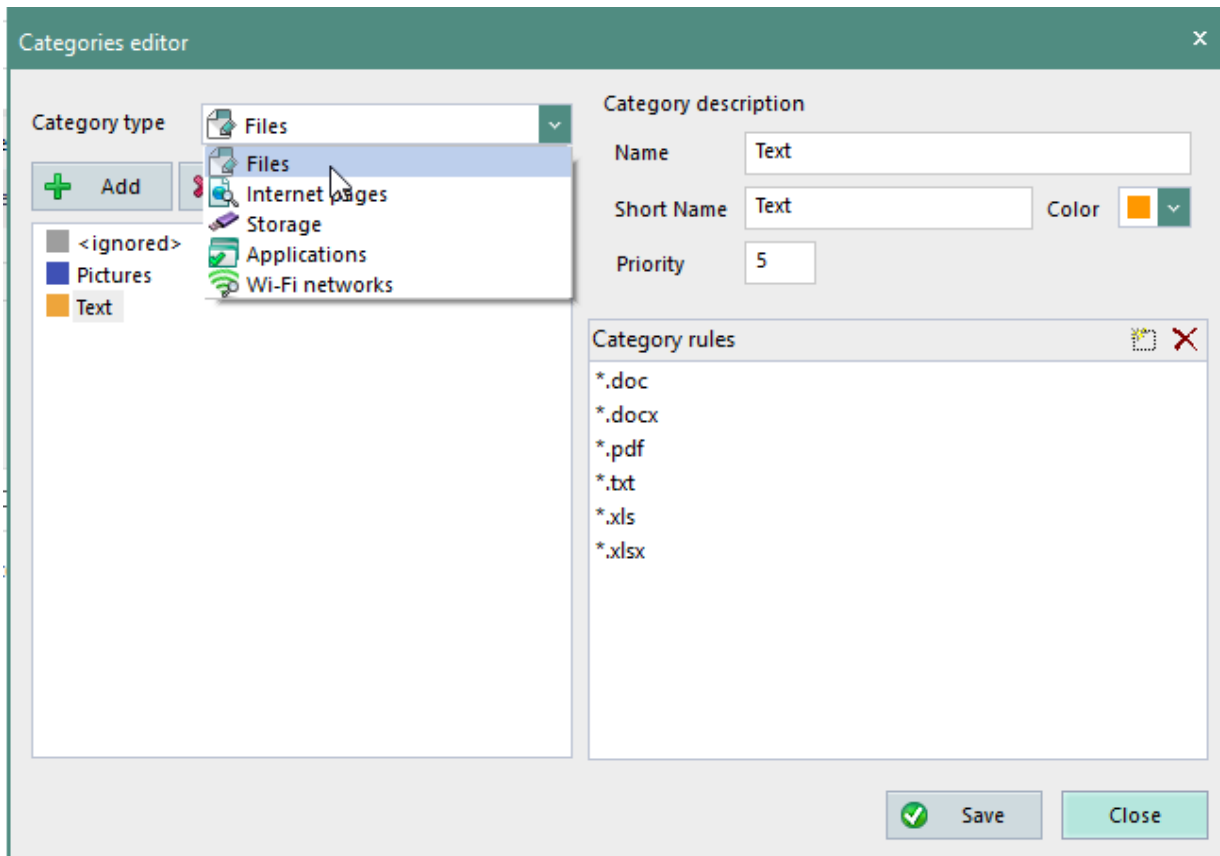 Categories editor
x
Category type
Files
Files
Internet pages
Storage
Applications
Wi-Fi networks
Add
<ignored>
Pictures
Text
Category description
Name
Text
Short Name
Text
Color
Priority
5
Category rules
*.doc
*.docx
*.pdf
*.txt
*.xls
*.xlsx
Save
Close